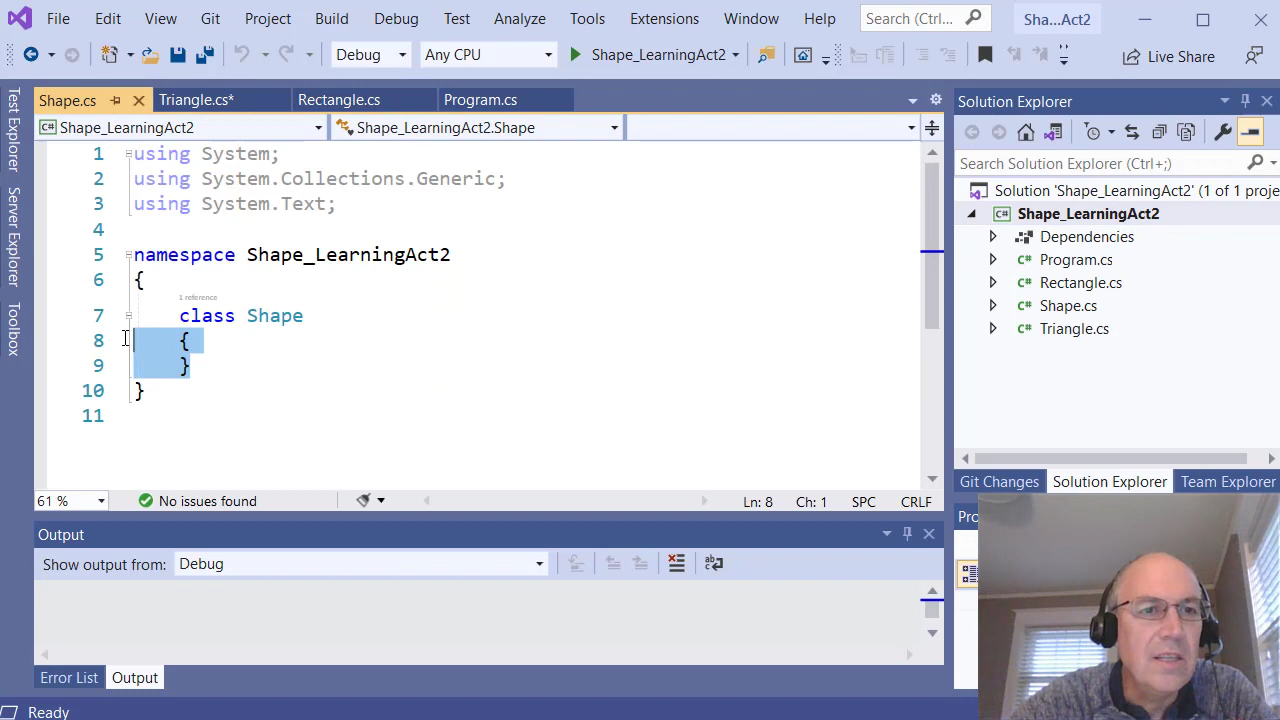 File Edit View Git Project Build Debug Test Analyze Tools Extensions Window Help Search (Ctrl... Sha...Act2
Debug Any CPU Shape_LearningAct2 Live Share
Test Explorer
Server Explorer
Toolbox
Shape.cs Triangle.cs* Rectangle.cs Program.cs
Shape_LearningAct2 Shape_LearningAct2.Shape
1 using System;
2 using System.Collections.Generic;
3 using System.Text;
4
5 namespace Shape_LearningAct2
6 {
1 reference
7 class Shape
8 {
9 }
10 }
11
61 % No issues found Ln: 8 Ch: 1 SPC CRLF
Output
Show output from: Debug
Error List Output
Ready
Solution Explorer
Search Solution Explorer (Ctrl+;)
Solution 'Shape_LearningAct2' (1 of 1 proje
Shape_LearningAct2
Dependencies
Program.cs
Rectangle.cs
Shape.cs
Triangle.cs
Git Changes Solution Explorer Team Explorer
Pro